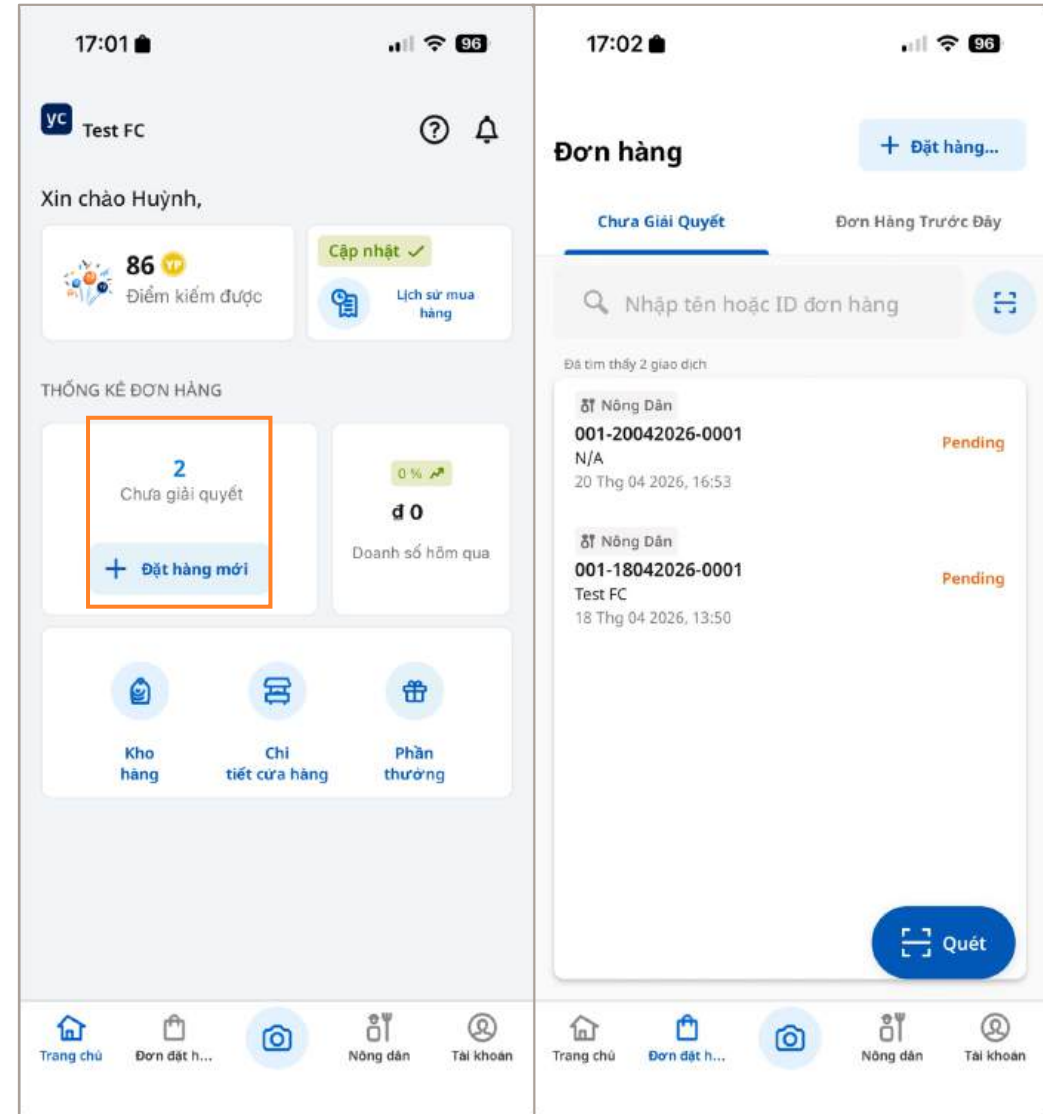 17:01
96
yc Test FC
Xin chào Huỳnh,
86 YP
Điểm kiếm được
Cập nhật
Lịch sử mua
hàng
THỐNG KÊ ĐƠN HÀNG
2
Chưa giải quyết
+ Đặt hàng mới
0 %
₫ 0
Doanh số hôm qua
Kho
hàng
Chi
tiết cửa hàng
Phần
thưởng
Trang chủ
Đơn đặt h...
Nông dân
Tài khoản
17:02
96
Đơn hàng
+ Đặt hàng...
Chưa Giải Quyết
Đơn Hàng Trước Đây
Nhập tên hoặc ID đơn hàng
Đã tìm thấy 2 giao dịch
Nông Dân
001-20042026-0001
Pending
N/A
20 Thg 04 2026, 16:53
Nông Dân
001-18042026-0001
Pending
Test FC
18 Thg 04 2026, 13:50
Quét
Trang chủ
Đơn đặt h...
Nông dân
Tài khoản